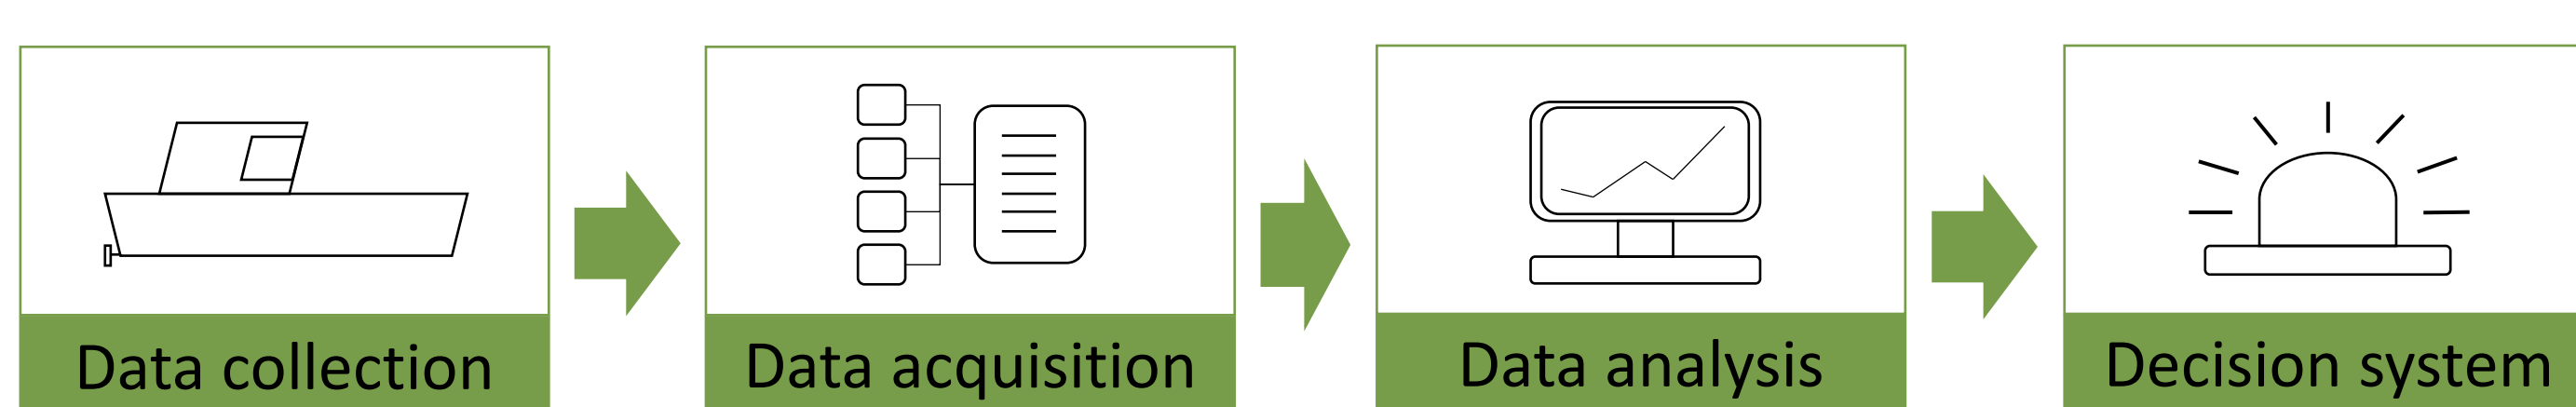 Data collection
Data acquisition
Data analysis
Decision system